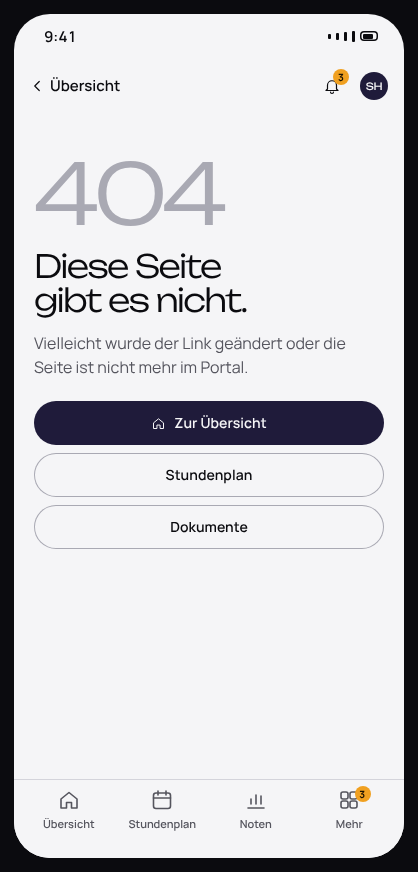 9:41
Übersicht
3
SH
404
Diese Seite
gibt es nicht.
Vielleicht wurde der Link geändert oder die
Seite ist nicht mehr im Portal.
Zur Übersicht
Stundenplan
Dokumente
3
Übersicht
Stundenplan
Noten
Mehr